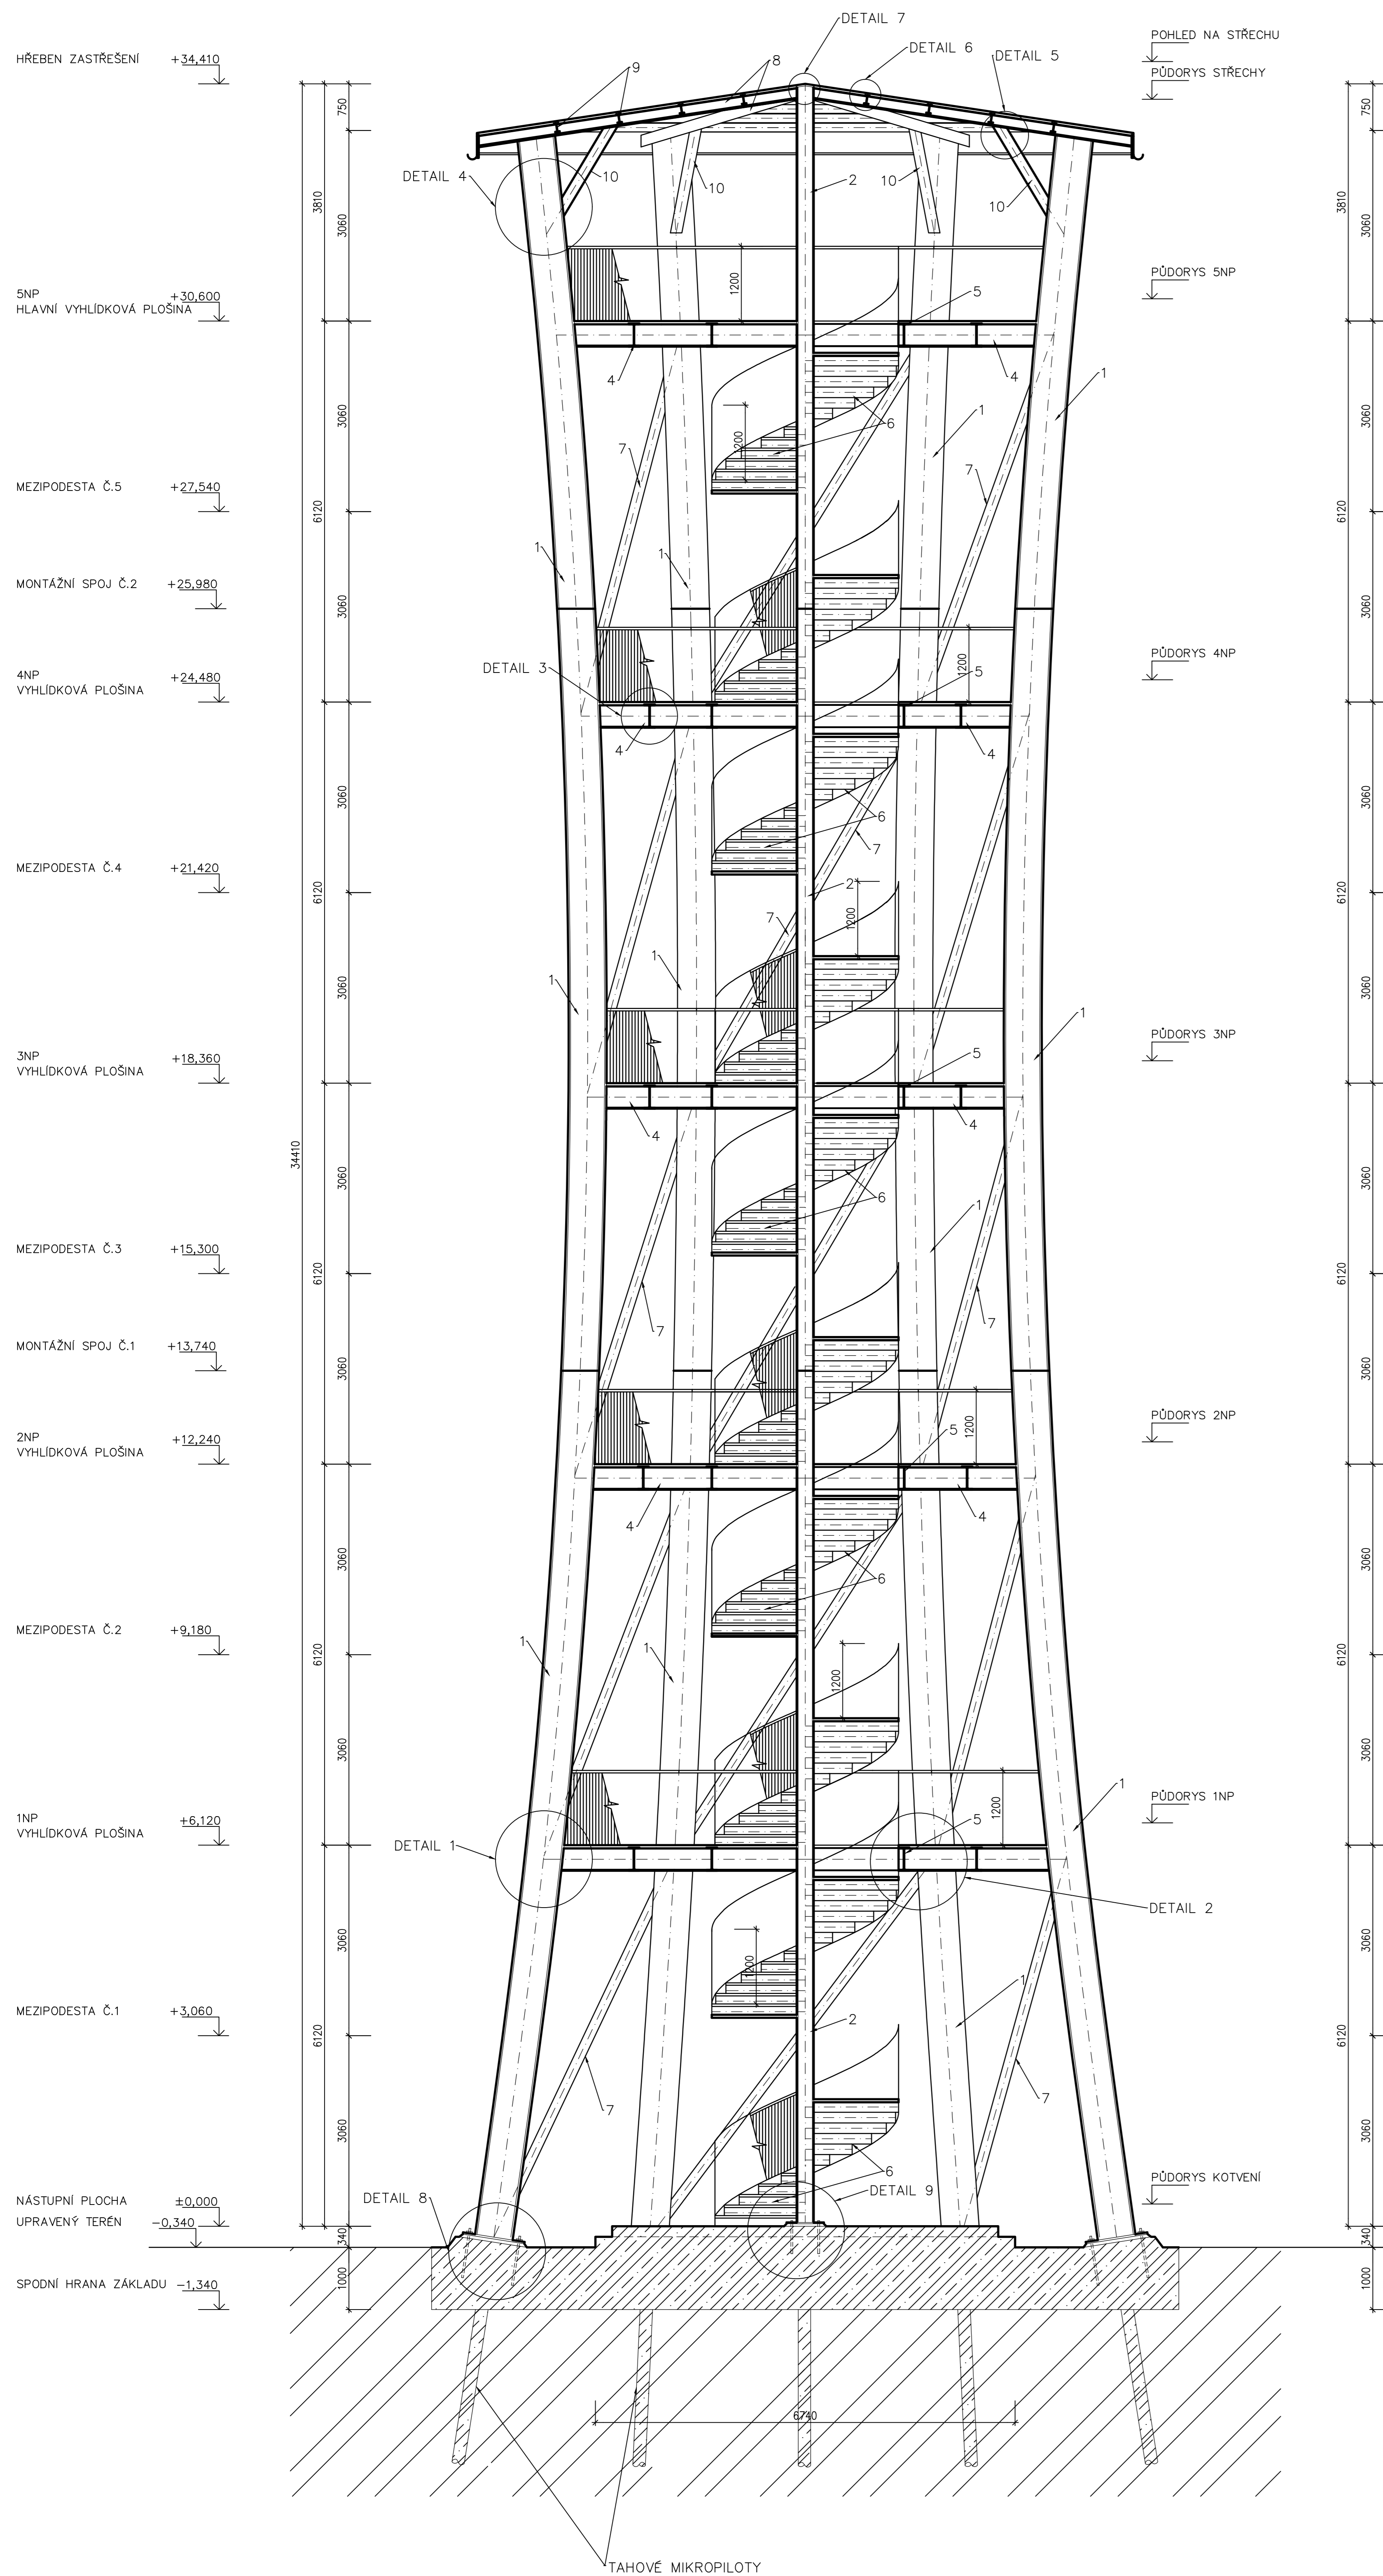 DETAIL 7
POHLED NA STŘECHU
DETAIL 6
DETAIL 5
HŘEBEN ZASTŘEŠENÍ +34,410
8
9
PŮDORYS STŘECHY
750
750
DETAIL 4
10
10
2
10
10
3810
3060
3810
3060
PŮDORYS 5NP
5NP +30,600
HLAVNÍ VYHLÍDKOVÁ PLOŠINA
1200
5
4
4
1
1
3060
3060
1200
6
7
7
MEZIPODESTA Č.5 +27,540
6120
6120
1
1
MONTÁŽNÍ SPOJ Č.2 +25,980
3060
3060
PŮDORYS 4NP
DETAIL 3
1200
5
4NP +24,480
VYHLÍDKOVÁ PLOŠINA
4
4
3060
3060
6
7
MEZIPODESTA Č.4 +21,420
2
6120
6120
1200
7
1
1
3060
3060
1
3NP +18,360
VYHLÍDKOVÁ PLOŠINA
PŮDORYS 3NP
5
4
4
34410
3060
3060
6
1
MEZIPODESTA Č.3 +15,300
6120
6120
7
7
MONTÁŽNÍ SPOJ Č.1 +13,740
3060
3060
PŮDORYS 2NP
1200
5
2NP +12,240
VYHLÍDKOVÁ PLOŠINA
4
4
3060
3060
6
MEZIPODESTA Č.2 +9,180
1
1
6120
6120
1200
3060
3060
1
PŮDORYS 1NP
1NP +6,120
VYHLÍDKOVÁ PLOŠINA
1200
5
DETAIL 1
DETAIL 2
3060
3060
1200
1
MEZIPODESTA Č.1 +3,060
2
6120
6120
7
7
3060
3060
6
PŮDORYS KOTVENÍ
DETAIL 8
DETAIL 9
NÁSTUPNÍ PLOCHA ±0,000
UPRAVENÝ TERÉN −0,340
340
340
SPODNÍ HRANA ZÁKLADU −1,340
1000
1000
6740
TAHOVÉ MIKROPILOTY